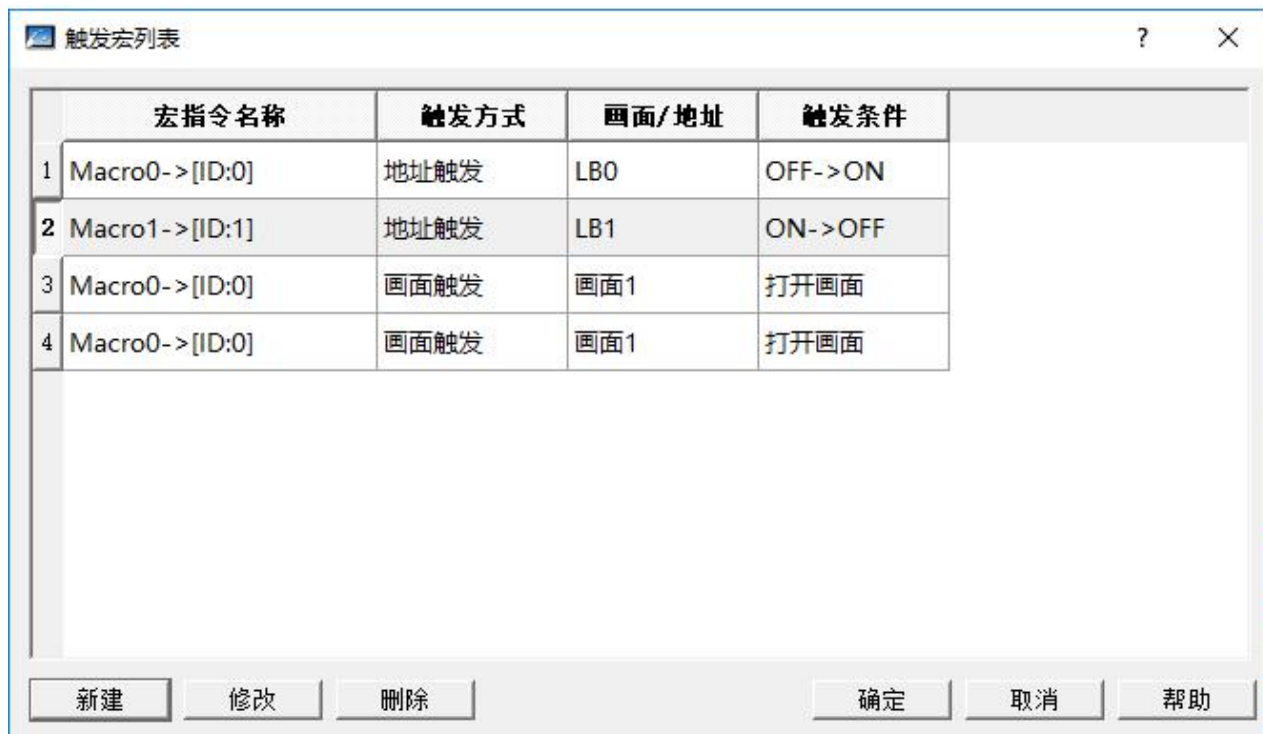 触发宏列表 ?
宏指令名称 触发方式 画面/地址 触发条件
1 Macro0->[ID:0] 地址触发 LB0 OFF->ON
2 Macro1->[ID:1] 地址触发 LB1 ON->OFF
3 Macro0->[ID:0] 画面触发 画面1 打开画面
4 Macro0->[ID:0] 画面触发 画面1 打开画面
新建 修改 删除 确定 取消 帮助